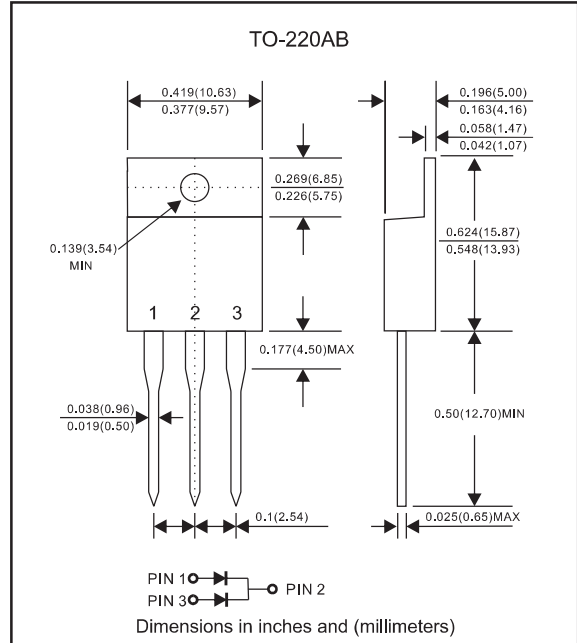 TO-220AB
0.419(10.63)
0.377(9.57)
0.196(5.00)
0.163(4.16)
0.058(1.47)
0.042(1.07)
0.269(6.85)
0.226(5.75)
0.139(3.54)
MIN
0.624(15.87)
0.548(13.93)
1 2 3
0.177(4.50)MAX
0.038(0.96)
0.019(0.50)
0.50(12.70)MIN
0.1(2.54)
0.025(0.65)MAX
PIN 1
PIN 2
PIN 3
Dimensions in inches and (millimeters)